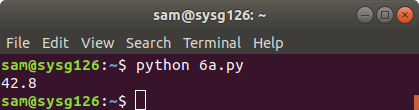 sam@sysg126: ~
File Edit View Search Terminal Help
sam@sysg126:~$ python 6a.py
42.8
sam@sysg126:~$